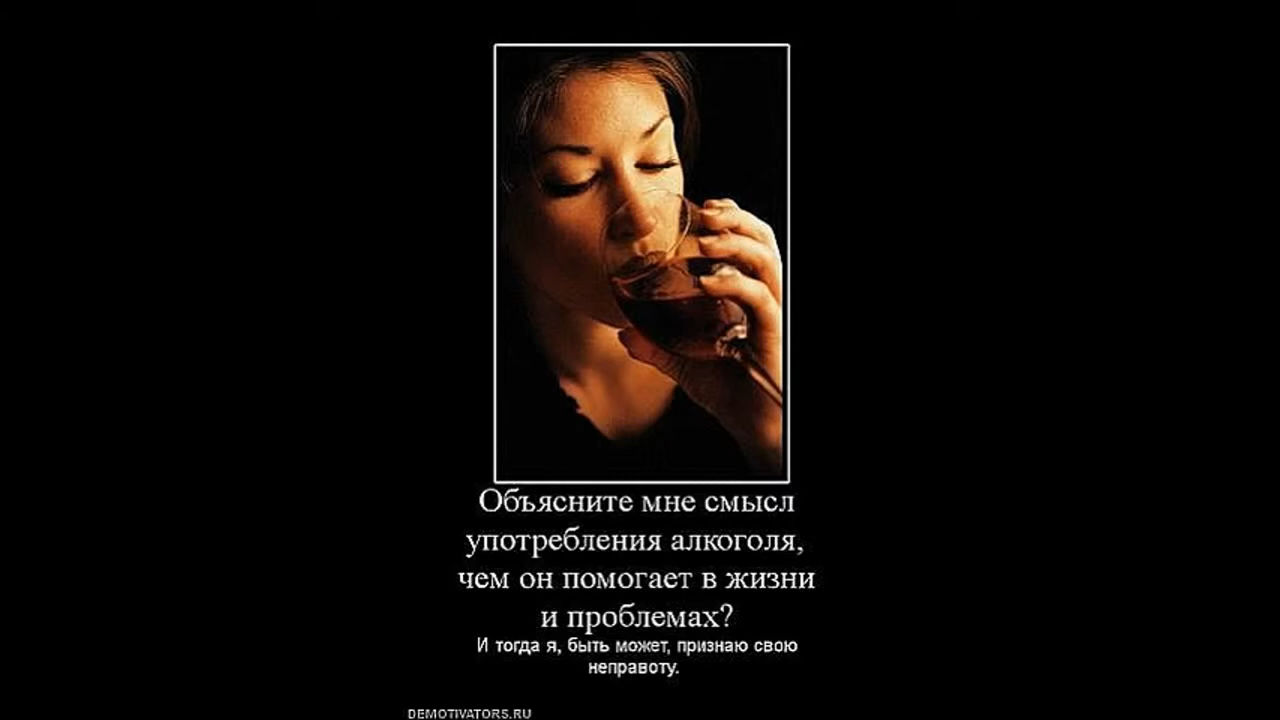 Объясните мне смысл
употребления алкоголя,
чем он помогает в жизни
и проблемах?
И тогда я, быть может, признаю свою
неправоту.
DEMOTIVATORS.RU